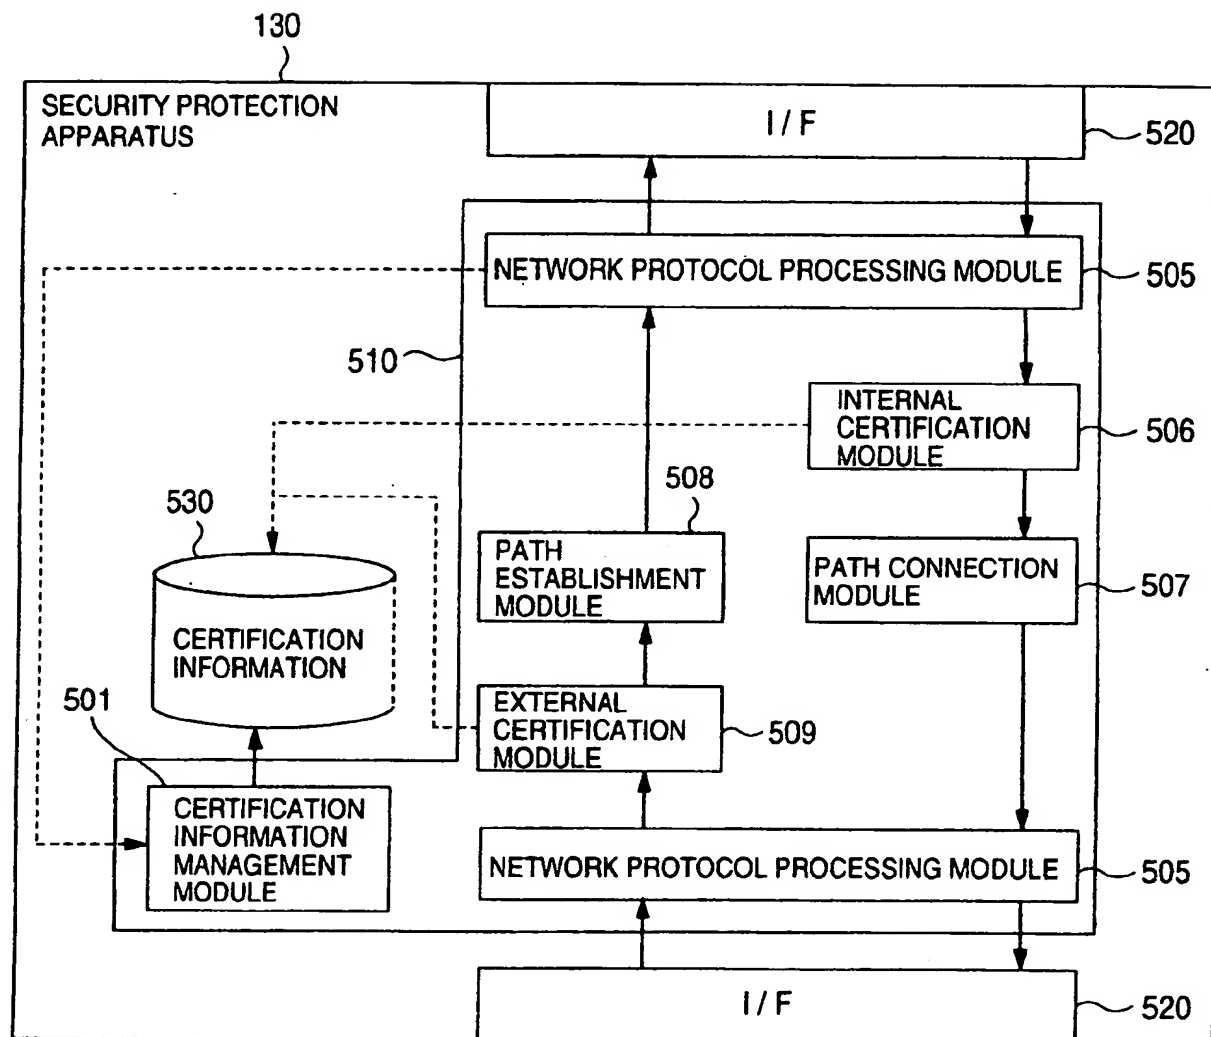 130
SECURITY PROTECTION
APPARATUS
I / F
520
NETWORK PROTOCOL PROCESSING MODULE
505
510
INTERNAL
CERTIFICATION
MODULE
506
508
530
PATH
ESTABLISHMENT
MODULE
PATH CONNECTION
MODULE
507
CERTIFICATION
INFORMATION
501
EXTERNAL
CERTIFICATION
MODULE
509
CERTIFICATION
INFORMATION
MANAGEMENT
MODULE
NETWORK PROTOCOL PROCESSING MODULE
505
I / F
520